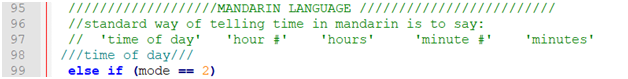 95 ///////////////////MANDARIN LANGUAGE /////////////////////////
96 //standard way of telling time in mandarin is to say:
97 // 'time of day' 'hour #' 'hours' 'minute #' 'minutes'
98 ///time of day///
99 else if (mode == 2)